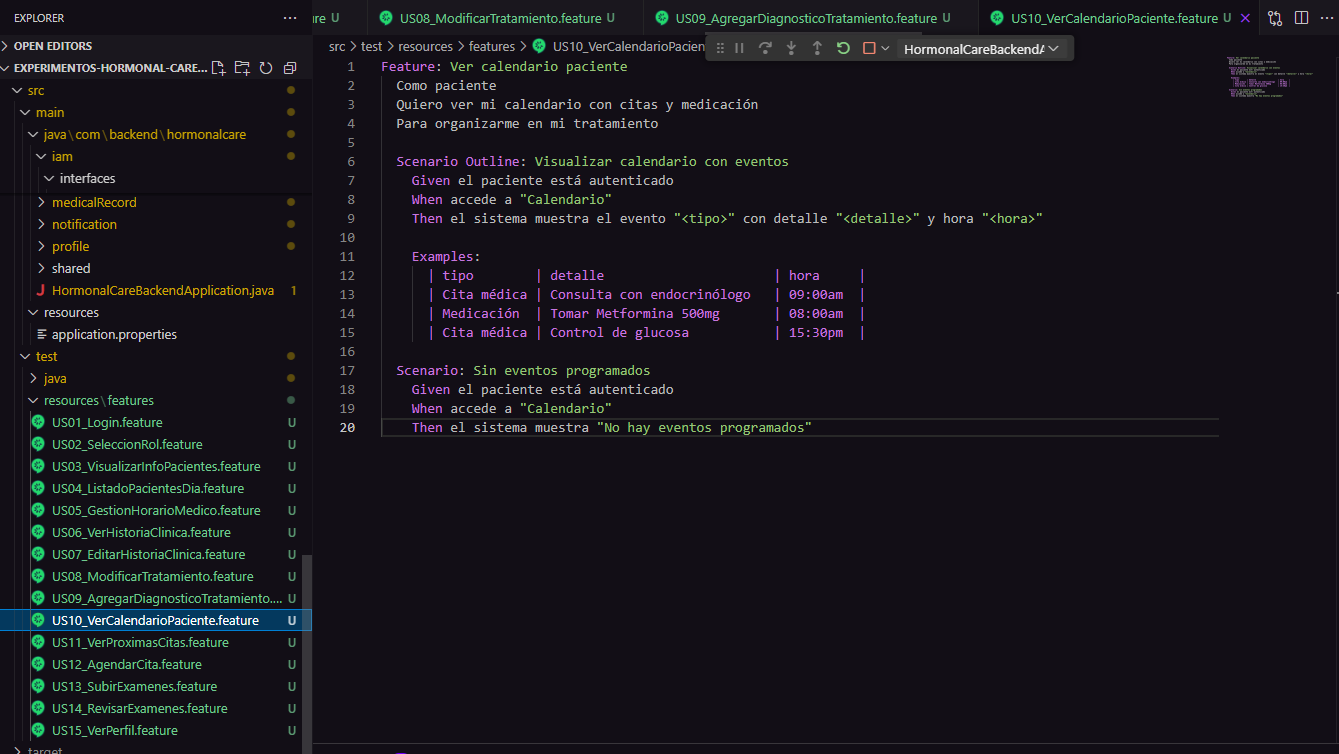 EXPLORER
···
OPEN EDITORS
EXPERIMENTOS-HORMONAL-CARE...
src
main
java\com\backend\hormonalcare
iam
interfaces
medicalRecord
notification
profile
shared
HormonalCareBackendApplication.java 1
resources
application.properties
test
java
resources\features
US01_Login.feature U
US02_SeleccionRol.feature U
US03_VisualizarInfoPacientes.feature U
US04_ListadoPacientesDia.feature U
US05_GestionHorarioMedico.feature U
US06_VerHistoriaClinica.feature U
US07_EditarHistoriaClinica.feature U
US08_ModificarTratamiento.feature U
US09_AgregarDiagnosticoTratamiento.... U
US10_VerCalendarioPaciente.feature U
US11_VerProximasCitas.feature U
US12_AgendarCita.feature U
US13_SubirExamenes.feature U
US14_RevisarExamenes.feature U
US15_VerPerfil.feature U
target
ure U
US08_ModificarTratamiento.feature U
US09_AgregarDiagnosticoTratamiento.feature U
US10_VerCalendarioPaciente.feature U
···
src > test > resources > features > US10_VerCalendarioPacien
HormonalCareBackendA
1 Feature: Ver calendario paciente
2 Como paciente
3 Quiero ver mi calendario con citas y medicación
4 Para organizarme en mi tratamiento
5
6 Scenario Outline: Visualizar calendario con eventos
7 Given el paciente está autenticado
8 When accede a "Calendario"
9 Then el sistema muestra el evento "<tipo>" con detalle "<detalle>" y hora "<hora>"
10
11 Examples:
12 | tipo | detalle | hora |
13 | Cita médica | Consulta con endocrinólogo | 09:00am |
14 | Medicación | Tomar Metformina 500mg | 08:00am |
15 | Cita médica | Control de glucosa | 15:30pm |
16
17 Scenario: Sin eventos programados
18 Given el paciente está autenticado
19 When accede a "Calendario"
20 Then el sistema muestra "No hay eventos programados"